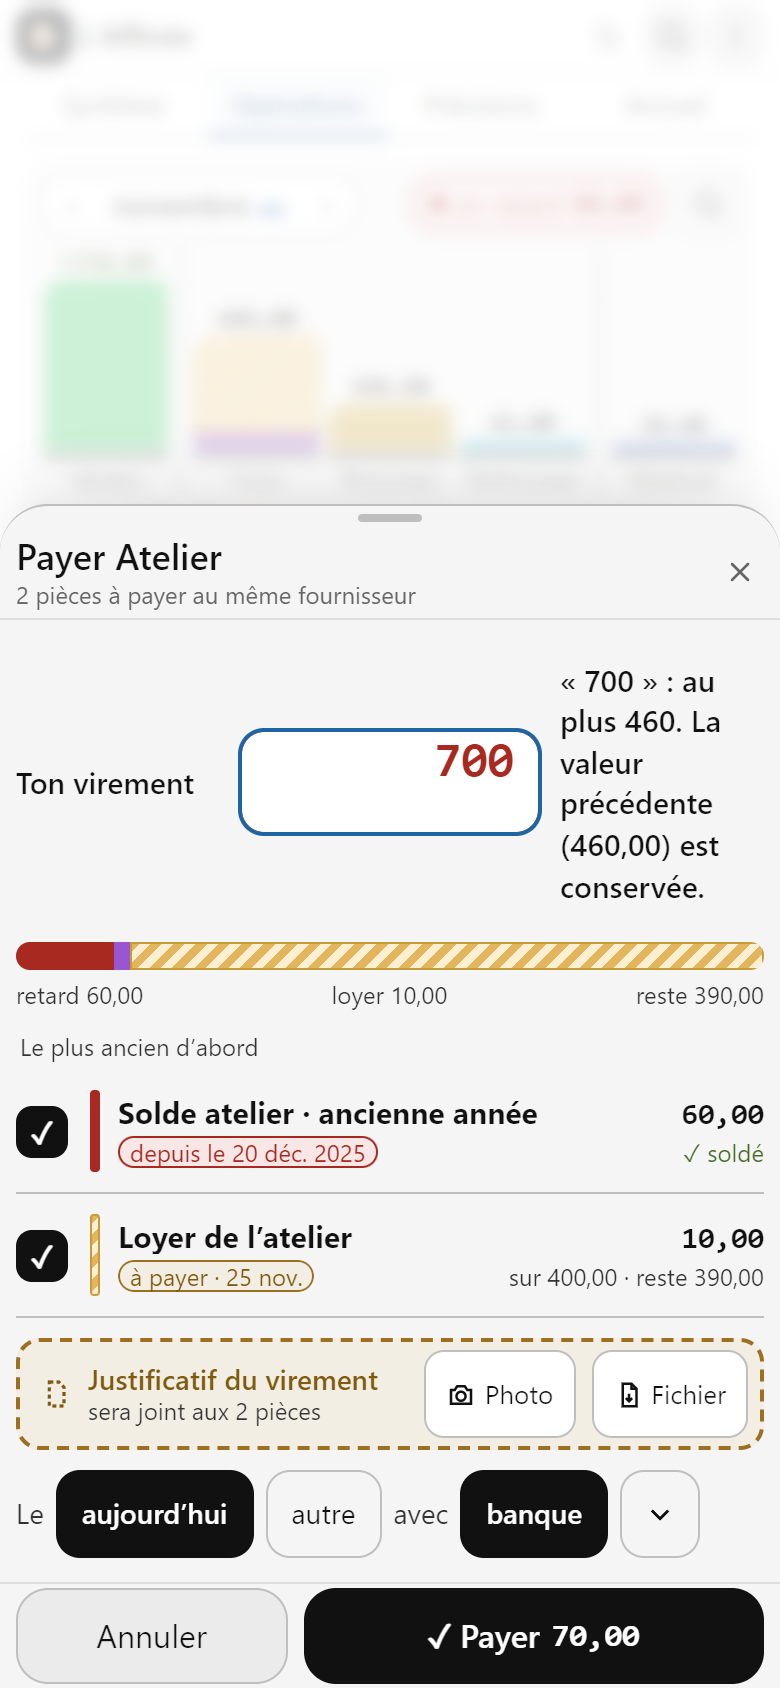 Payer Atelier
2 pièces à payer au même fournisseur
Ton virement
700
« 700 » : au
plus 460. La
valeur
précédente
(460,00) est
conservée.
retard 60,00
loyer 10,00
reste 390,00
Le plus ancien d’abord
Solde atelier · ancienne année
60,00
depuis le 20 déc. 2025
✓ soldé
Loyer de l’atelier
10,00
à payer · 25 nov.
sur 400,00 · reste 390,00
Justificatif du virement
sera joint aux 2 pièces
Photo
Fichier
Le aujourd’hui autre avec banque
Annuler
✓ Payer 70,00